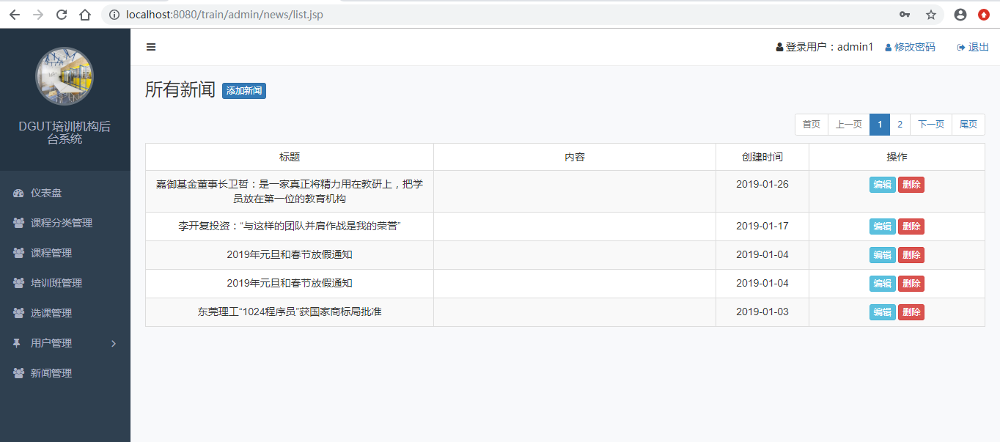 localhost:8080/train/admin/news/list.jsp
DGUT培训机构后
台系统
仪表盘
课程分类管理
课程管理
培训班管理
选课管理
用户管理
新闻管理
登录用户：admin1 修改密码 退出
所有新闻 添加新闻
首页 上一页 1 2 下一页 尾页
标题 内容 创建时间 操作
嘉御基金董事长卫哲：是一家真正将精力用在教研上，把学 2019-01-26 编辑 删除
员放在第一位的教育机构
李开复投资：“与这样的团队并肩作战是我的荣誉” 2019-01-17 编辑 删除
2019年元旦和春节放假通知 2019-01-04 编辑 删除
2019年元旦和春节放假通知 2019-01-04 编辑 删除
东莞理工“1024程序员”获国家商标局批准 2019-01-03 编辑 删除